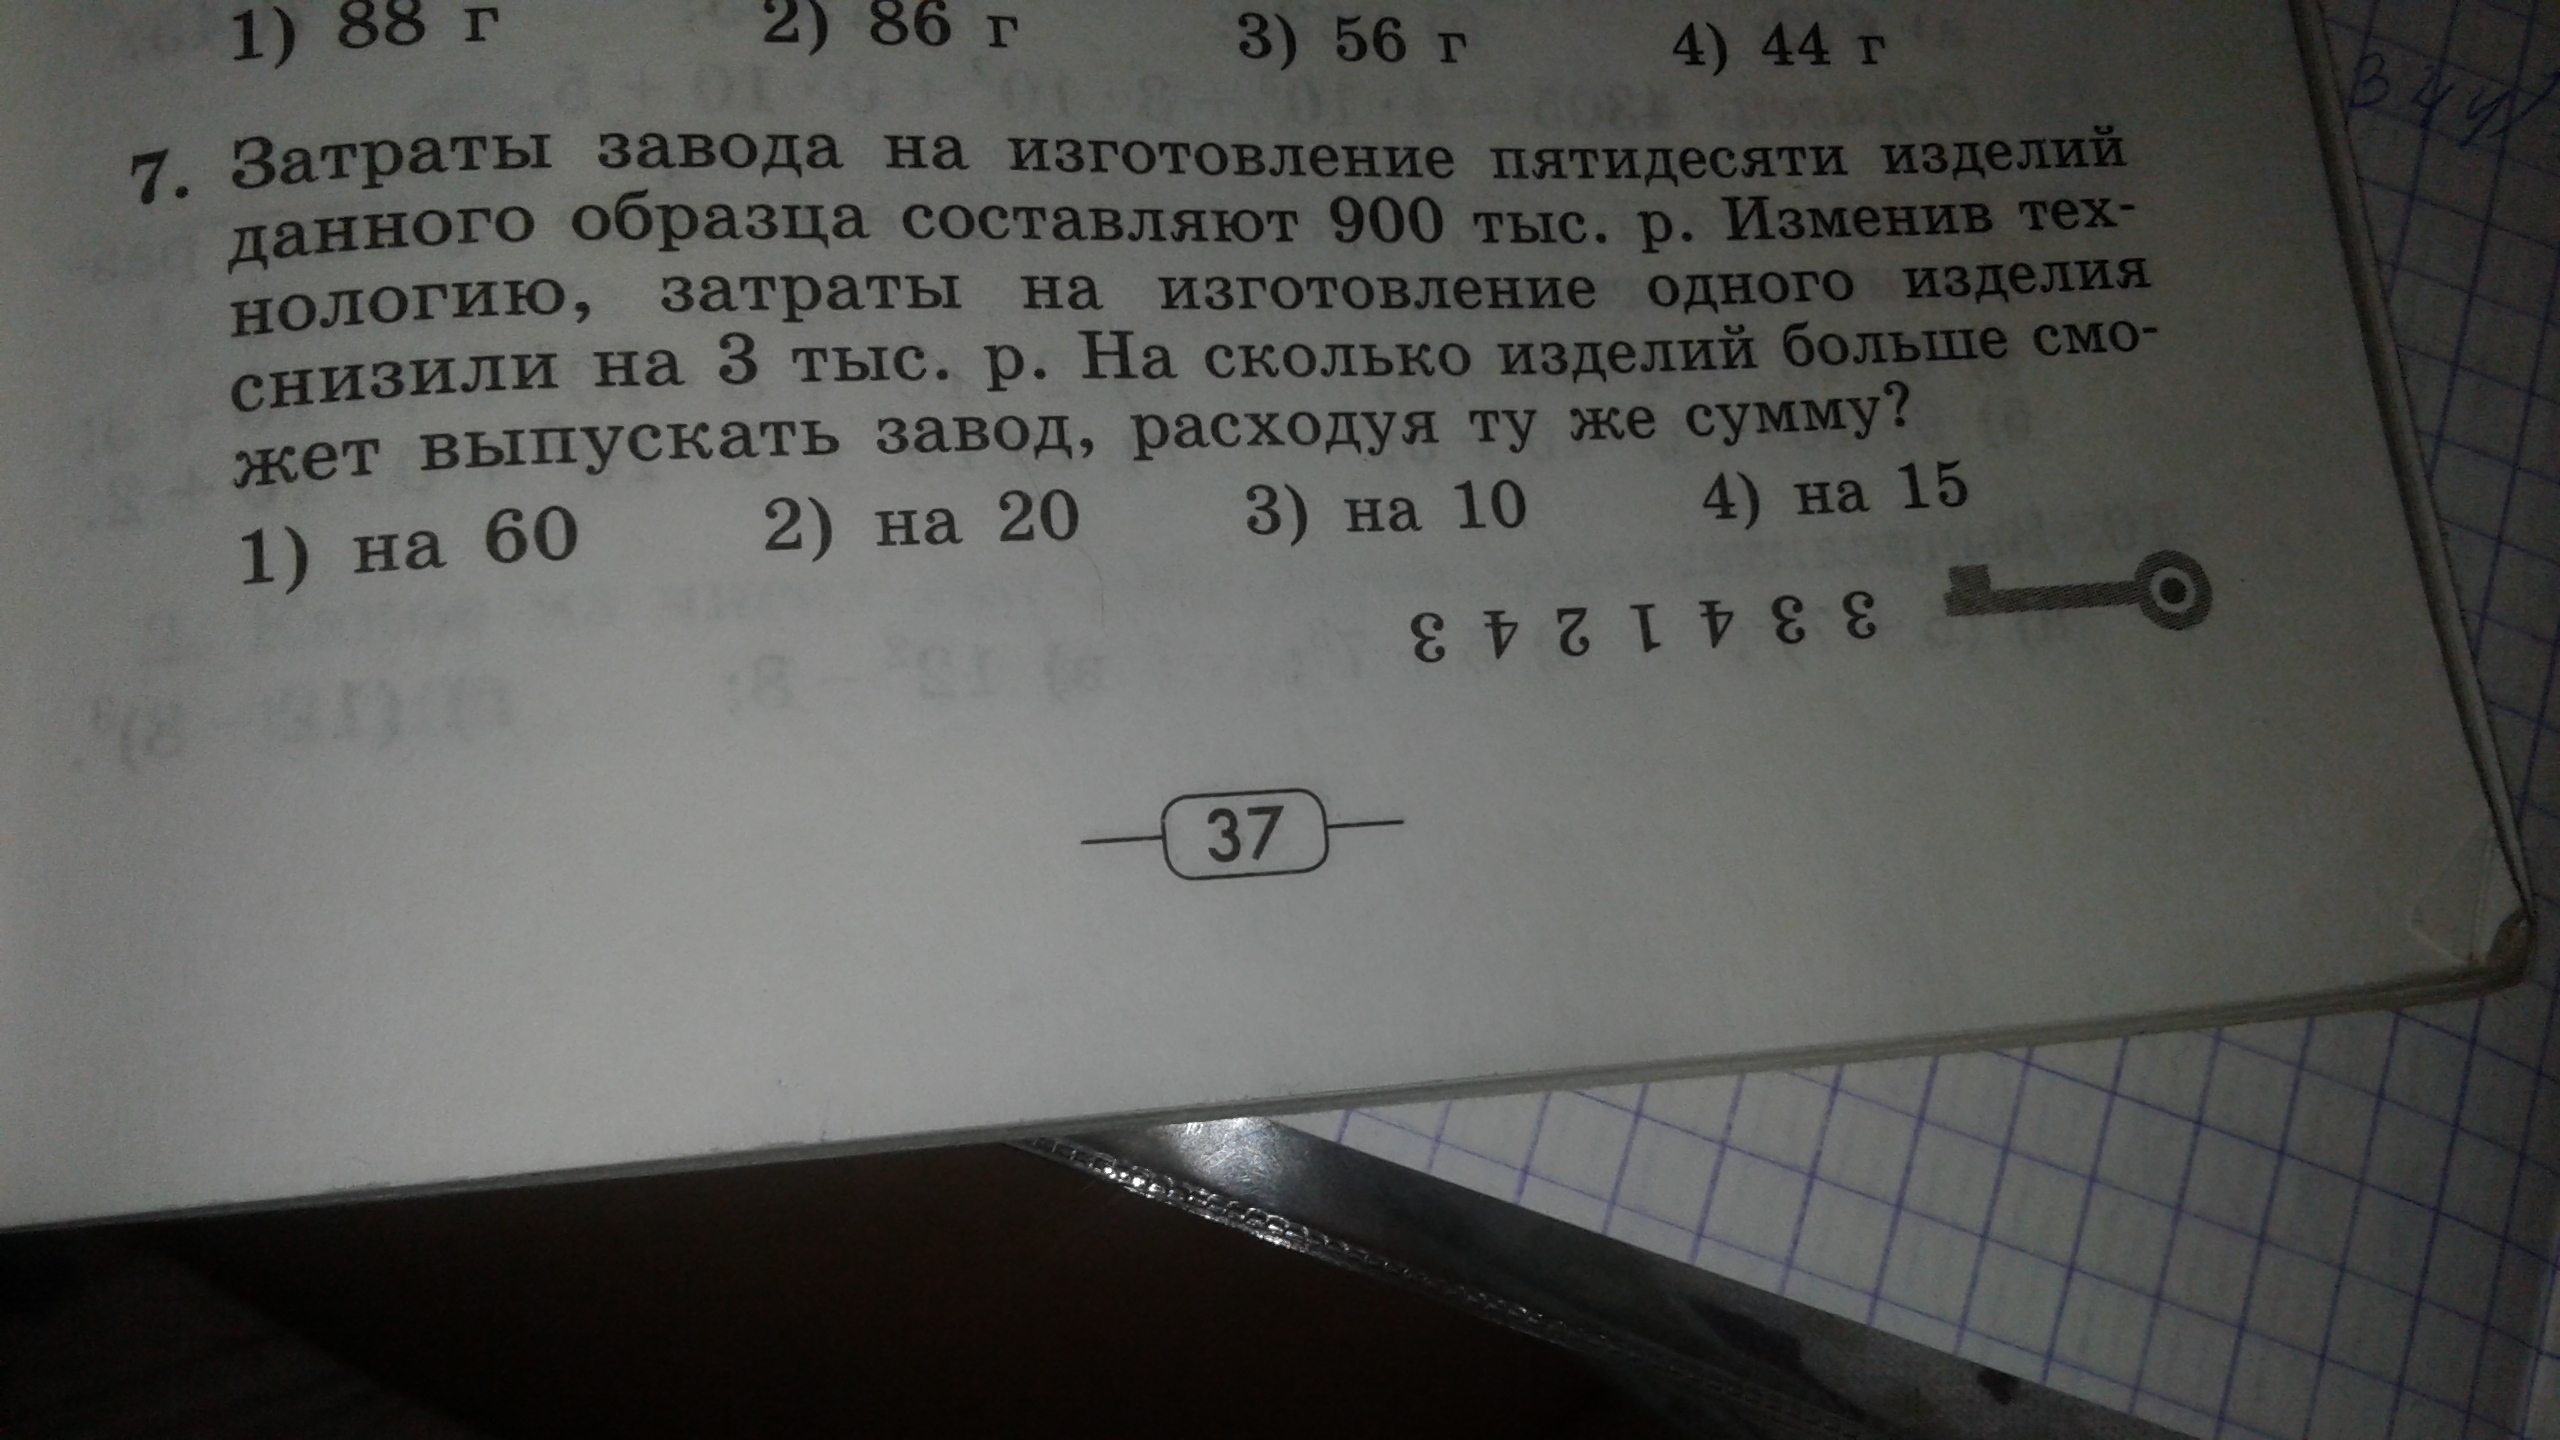 1) 88 г 2) 86 г 3) 56 г 4) 44 г
7. Затраты завода на изготовление пятидесяти изделий
данного образца составляют 900 тыс. р. Изменив тех-
нологию, затраты на изготовление одного изделия
снизили на 3 тыс. р. На сколько изделий больше смо-
жет выпускать завод, расходуя ту же сумму?
1) на 60 2) на 20 3) на 10 4) на 15
3 3 4 1 2 4 3
37